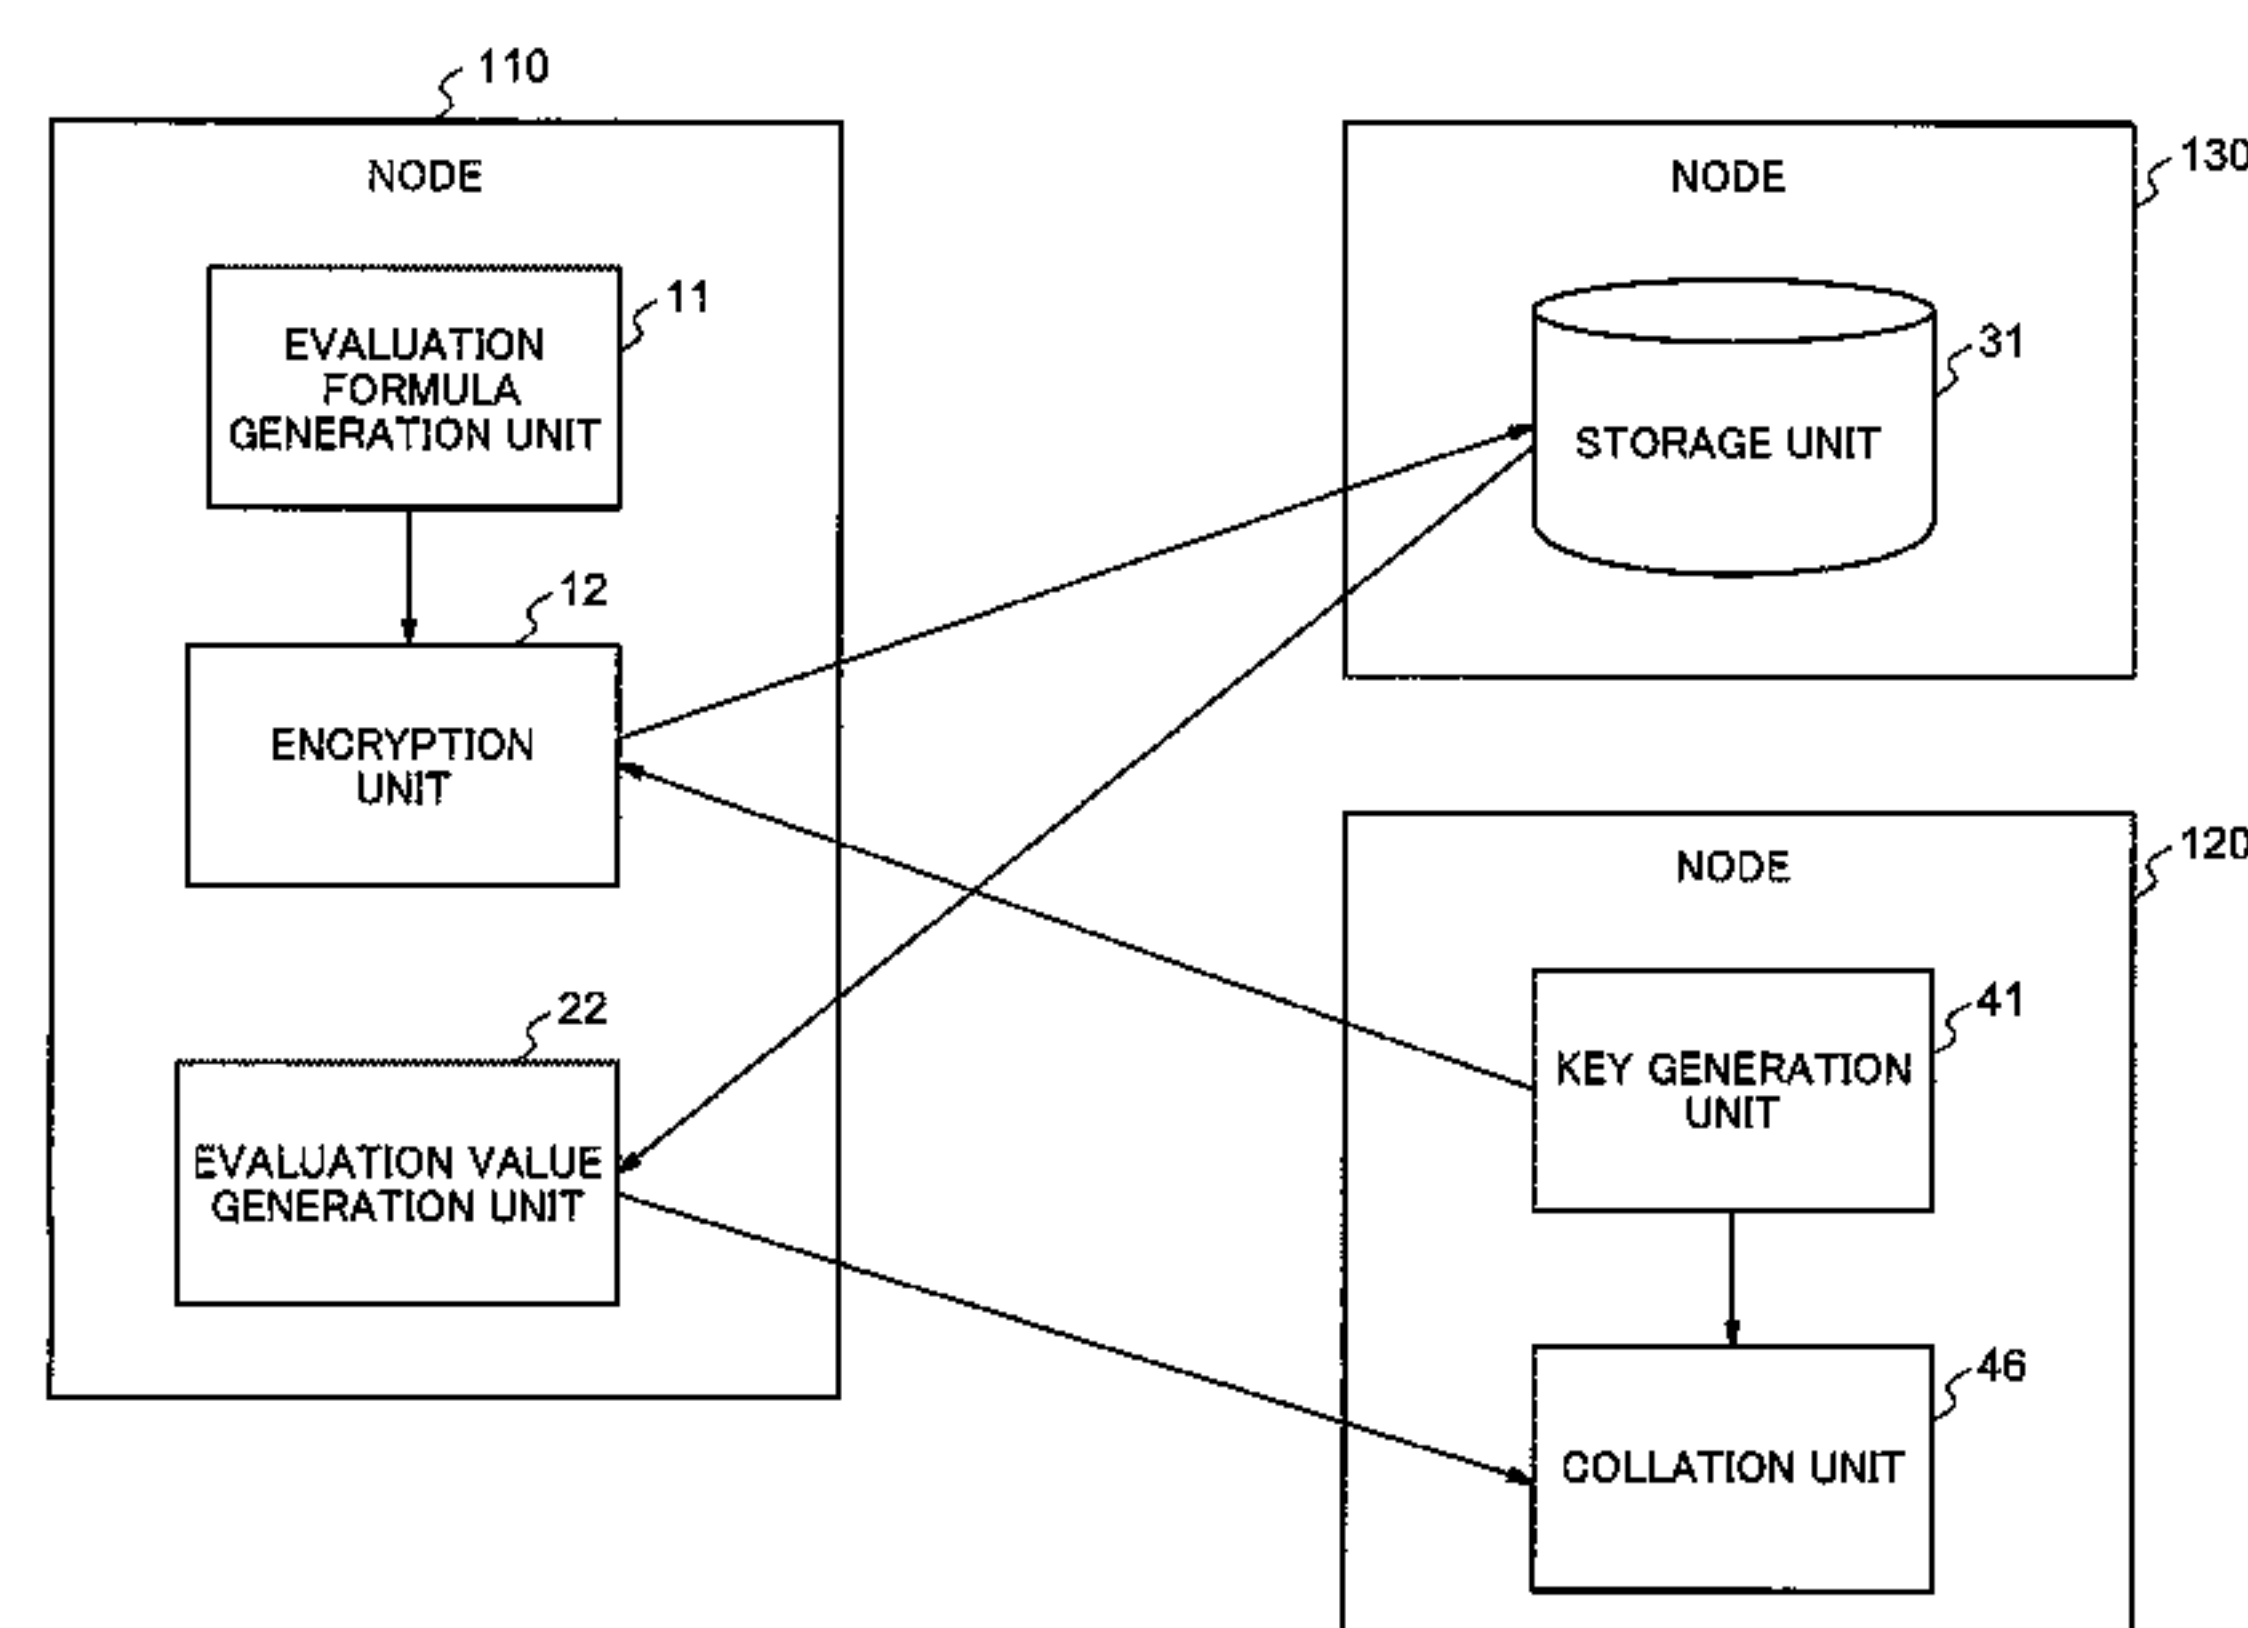 110
NODE
11
EVALUATION
FORMULA
GENERATION UNIT
12
ENCRYPTION
UNIT
22
EVALUATION VALUE
GENERATION UNIT
NODE
130
31
STORAGE UNIT
NODE
120
41
KEY GENERATION
UNIT
46
COLLATION UNIT